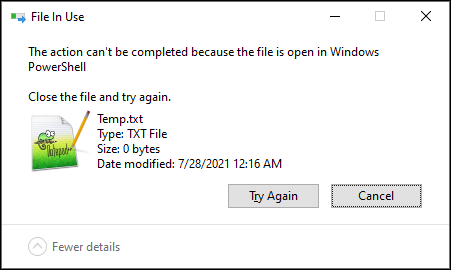 File In Use
The action can't be completed because the file is open in Windows
PowerShell
Close the file and try again.
Temp.txt
Type: TXT File
Size: 0 bytes
Date modified: 7/28/2021 12:16 AM
Try Again
Cancel
Fewer details